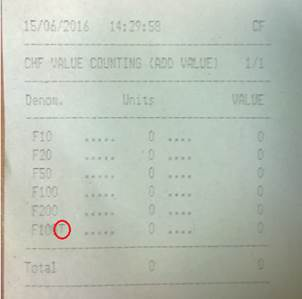 15/06/2016 14:29:58 CF
CHF VALUE COUNTING (ADD VALUE) 1/1
Denom. Units VALUE
F10 ..... 0 .... 0
F20 ..... 0 .... 0
F50 ..... 0 .... 0
F100 ..... 0 .... 0
F200 ..... 0 .... 0
F100T ..... 0 .... 0
Total 0 0